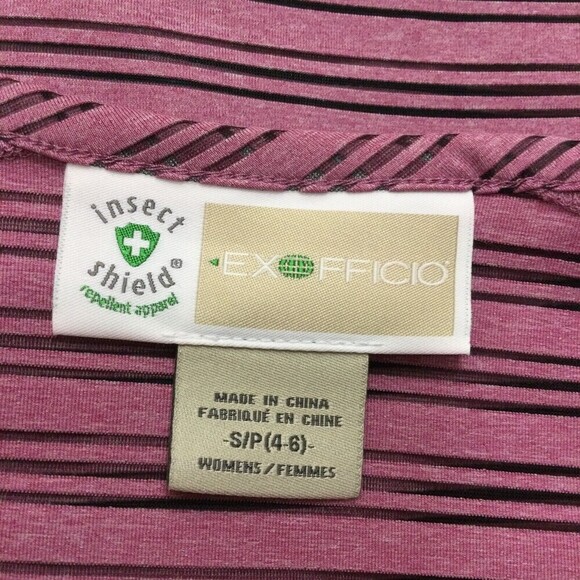 insect
shield®
repellent apparel
EXOFFICIO
MADE IN CHINA
FABRIQUÉ EN CHINE
-S/P(4-6)-
WOMENS/FEMMES